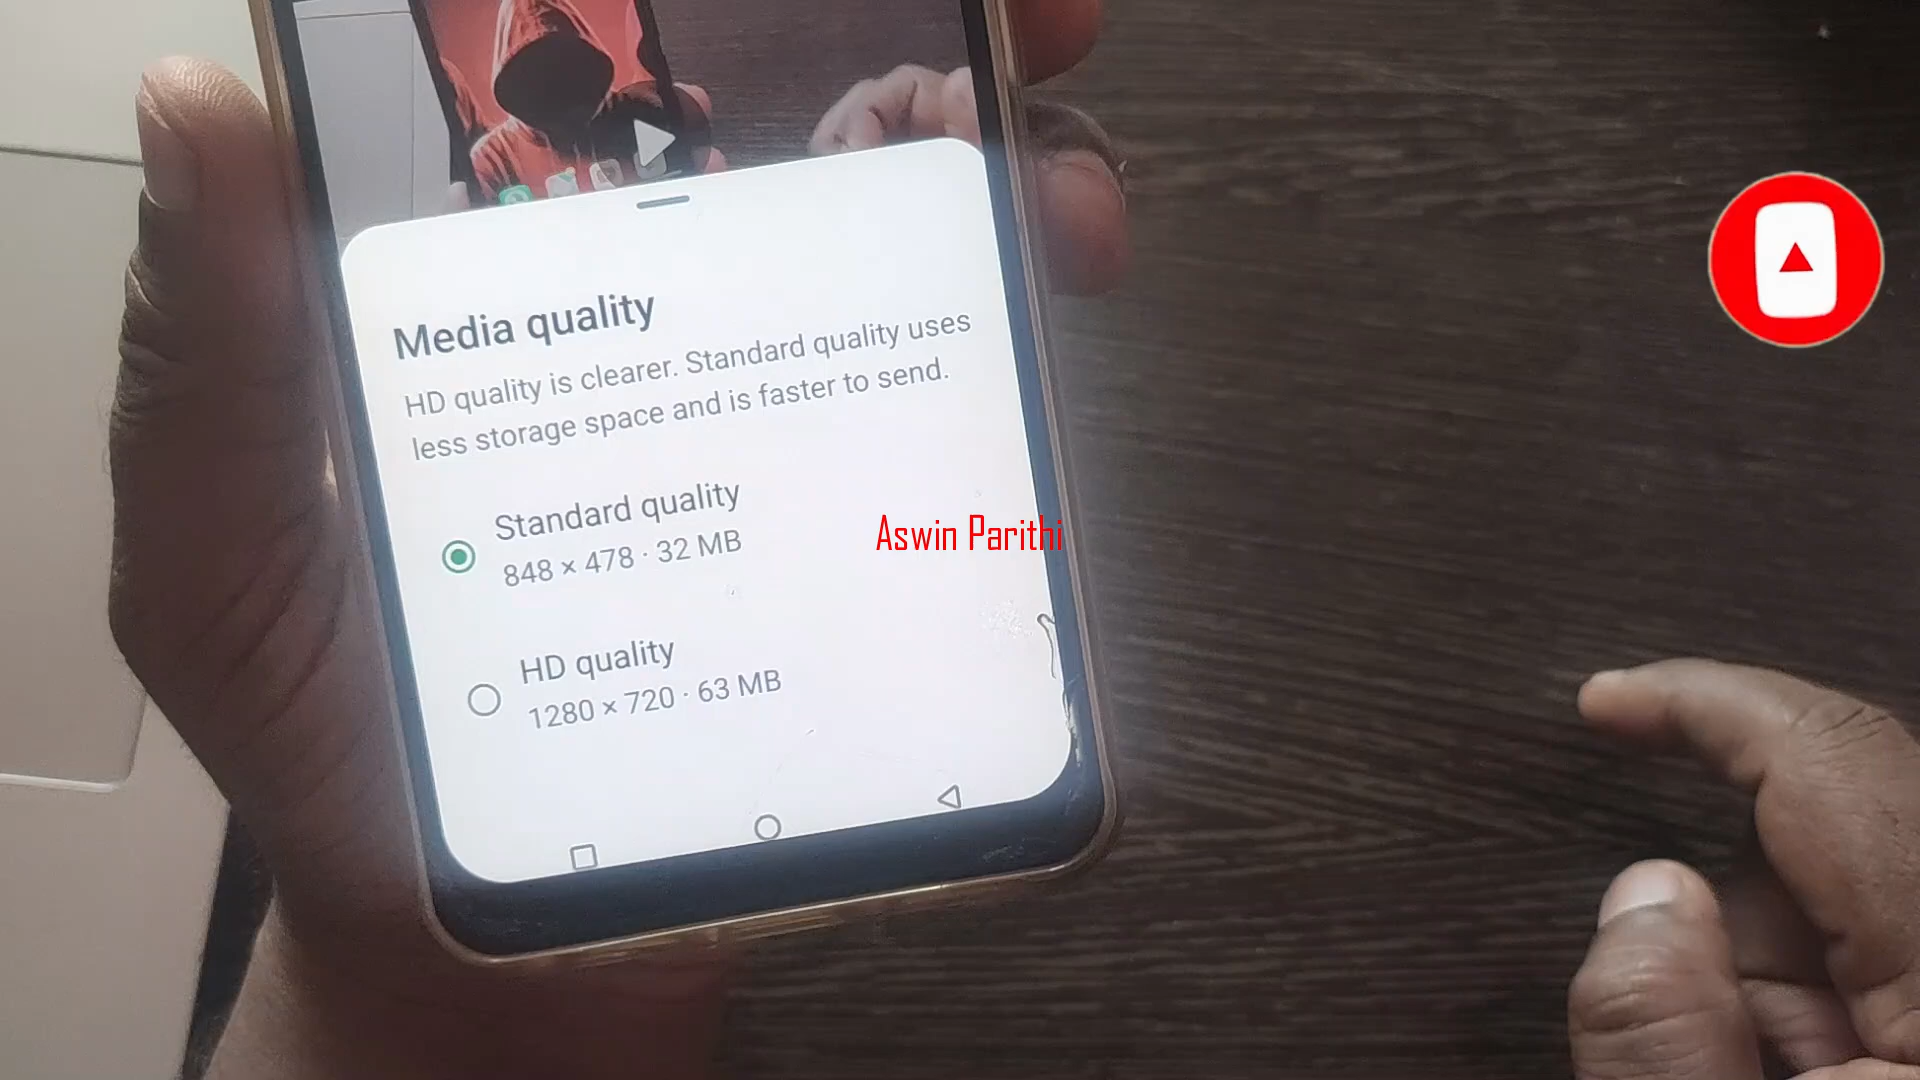 Media quality
HD quality is clearer. Standard quality uses
less storage space and is faster to send.
Standard quality
848 × 478 · 32 MB
Aswin Parithi
HD quality
1280 × 720 · 63 MB